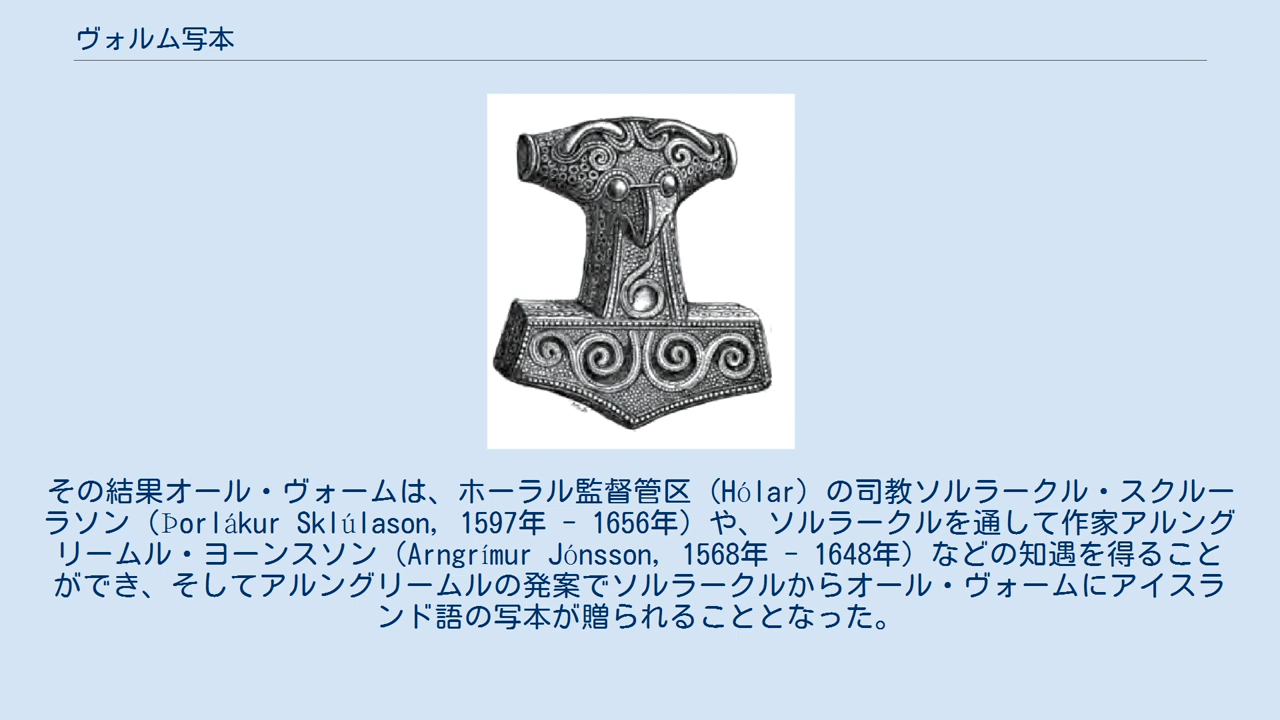 ヴォルム写本
その結果オール・ヴォームは、ホーラル監督管区（Hólar）の司教ソルラークル・スクルー
ラソン（Þorlákur Sklúlason, 1597年 – 1656年）や、ソルラークルを通して作家アルング
リームル・ヨーンスソン（Arngrímur Jónsson, 1568年 – 1648年）などの知遇を得ること
ができ、そしてアルングリームルの発案でソルラークルからオール・ヴォームにアイスラ
ンド語の写本が贈られることとなった。